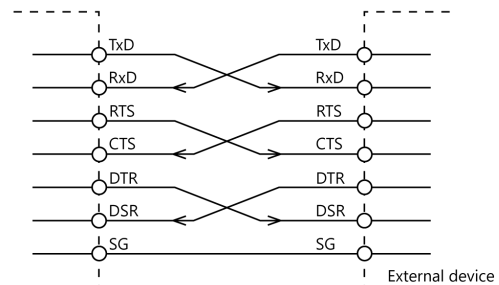 TxD TxD
RxD RxD
RTS RTS
CTS CTS
DTR DTR
DSR DSR
SG SG
External device